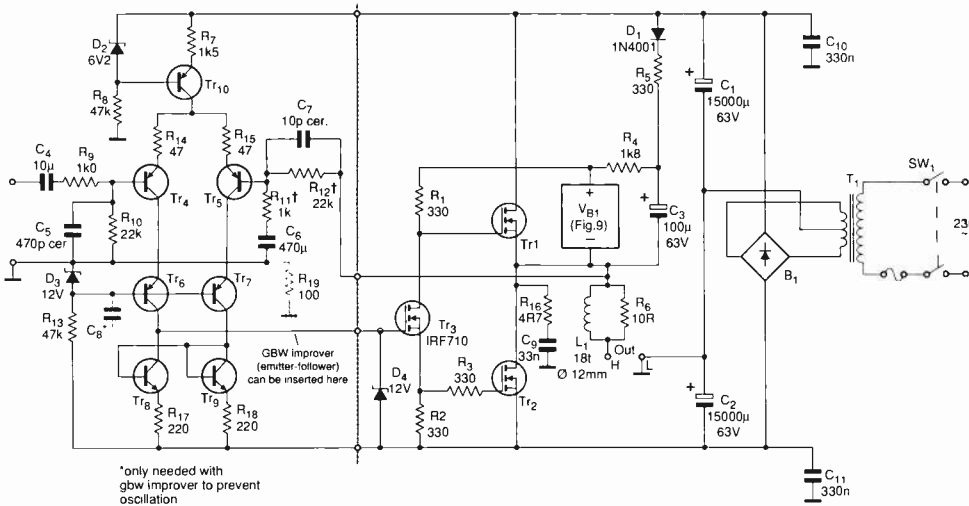 D2
6V2
R7
1k5
Tr10
R8
47k
R14
47
R15
47
C7
10p cer.
C4
10µ
R9
1k0
Tr4
Tr5
R12†
22k
R11†
1k
C5
470p cer
R10
22k
C6
470µ
D3
12V
Tr6
Tr7
R19
100
R13
47k
C8*
GBW improver
(emitter-follower)
can be inserted here
Tr8
Tr9
R17
220
R18
220
*only needed with
gbw improver to prevent
oscillation
D1
1N4001
R5
330
R4
1k8
R1
330
+
VB1
(Fig.9)
–
Tr1
+
C3
100µ
63V
Tr3
IRF710
R16
4R7
C9
33n
L1
18t
Ø 12mm
R6
10R
Out
H
L
D4
12V
R3
330
R2
330
Tr2
+
C1
15000µ
63V
+
C2
15000µ
63V
C10
330n
C11
330n
B1
T1
SW1
23
~